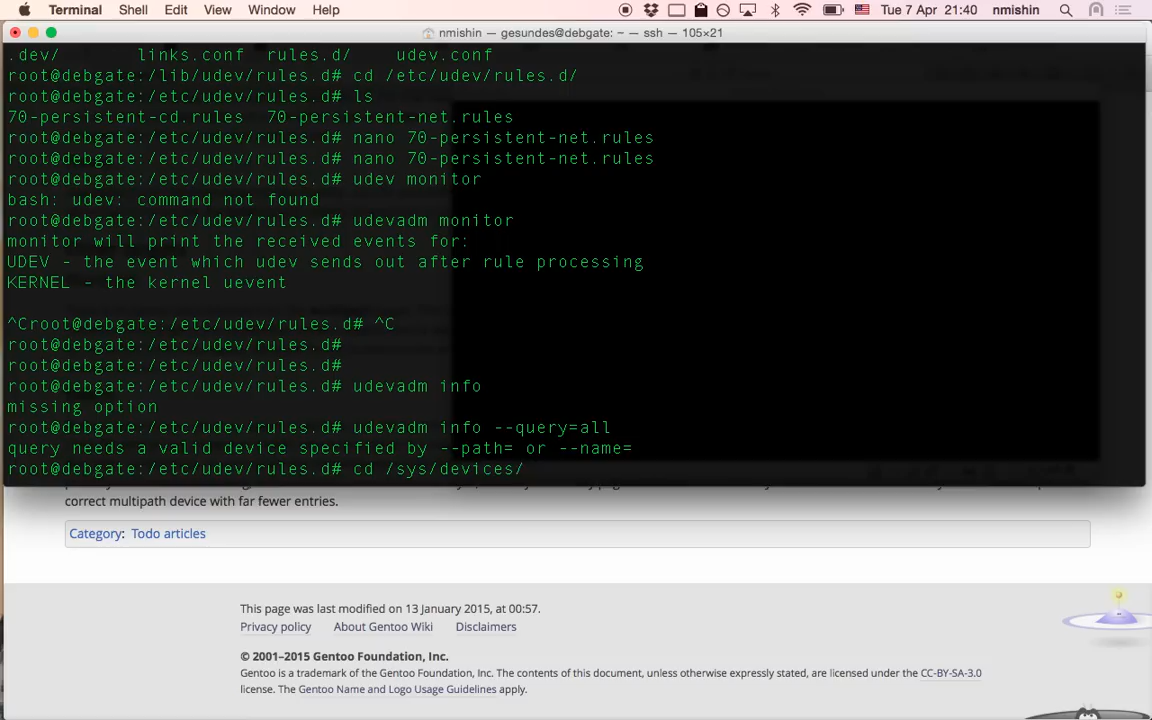 Terminal Shell Edit View Window Help Tue 7 Apr 21:40 nmishin
nmishin — gesundes@debgate: ~ — ssh — 105×21
.dev/ links.conf rules.d/ udev.conf
root@debgate:/lib/udev/rules.d# cd /etc/udev/rules.d/
root@debgate:/etc/udev/rules.d# ls
70-persistent-cd.rules 70-persistent-net.rules
root@debgate:/etc/udev/rules.d# nano 70-persistent-net.rules
root@debgate:/etc/udev/rules.d# nano 70-persistent-net.rules
root@debgate:/etc/udev/rules.d# udev monitor
bash: udev: command not found
root@debgate:/etc/udev/rules.d# udevadm monitor
monitor will print the received events for:
UDEV - the event which udev sends out after rule processing
KERNEL - the kernel uevent
^Croot@debgate:/etc/udev/rules.d# ^C
root@debgate:/etc/udev/rules.d#
root@debgate:/etc/udev/rules.d#
root@debgate:/etc/udev/rules.d# udevadm info
missing option
root@debgate:/etc/udev/rules.d# udevadm info --query=all
query needs a valid device specified by --path= or --name=
root@debgate:/etc/udev/rules.d# cd /sys/devices/
correct multipath device with far fewer entries.
Category: Todo articles
This page was last modified on 13 January 2015, at 00:57.
Privacy policy About Gentoo Wiki Disclaimers
© 2001–2015 Gentoo Foundation, Inc.
Gentoo is a trademark of the Gentoo Foundation, Inc. The contents of this document, unless otherwise expressly stated, are licensed under the CC-BY-SA-3.0
license. The Gentoo Name and Logo Usage Guidelines apply.